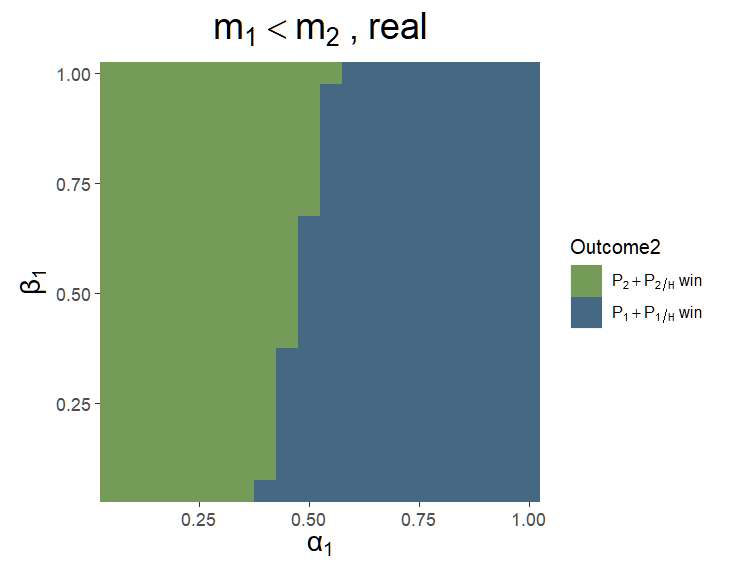 m₁ < m₂ , real
1.00
0.75
0.50
0.25
β₁
0.25 0.50 0.75 1.00
α₁
Outcome2
P₂ + P₂/H win
P₁ + P₁/H win